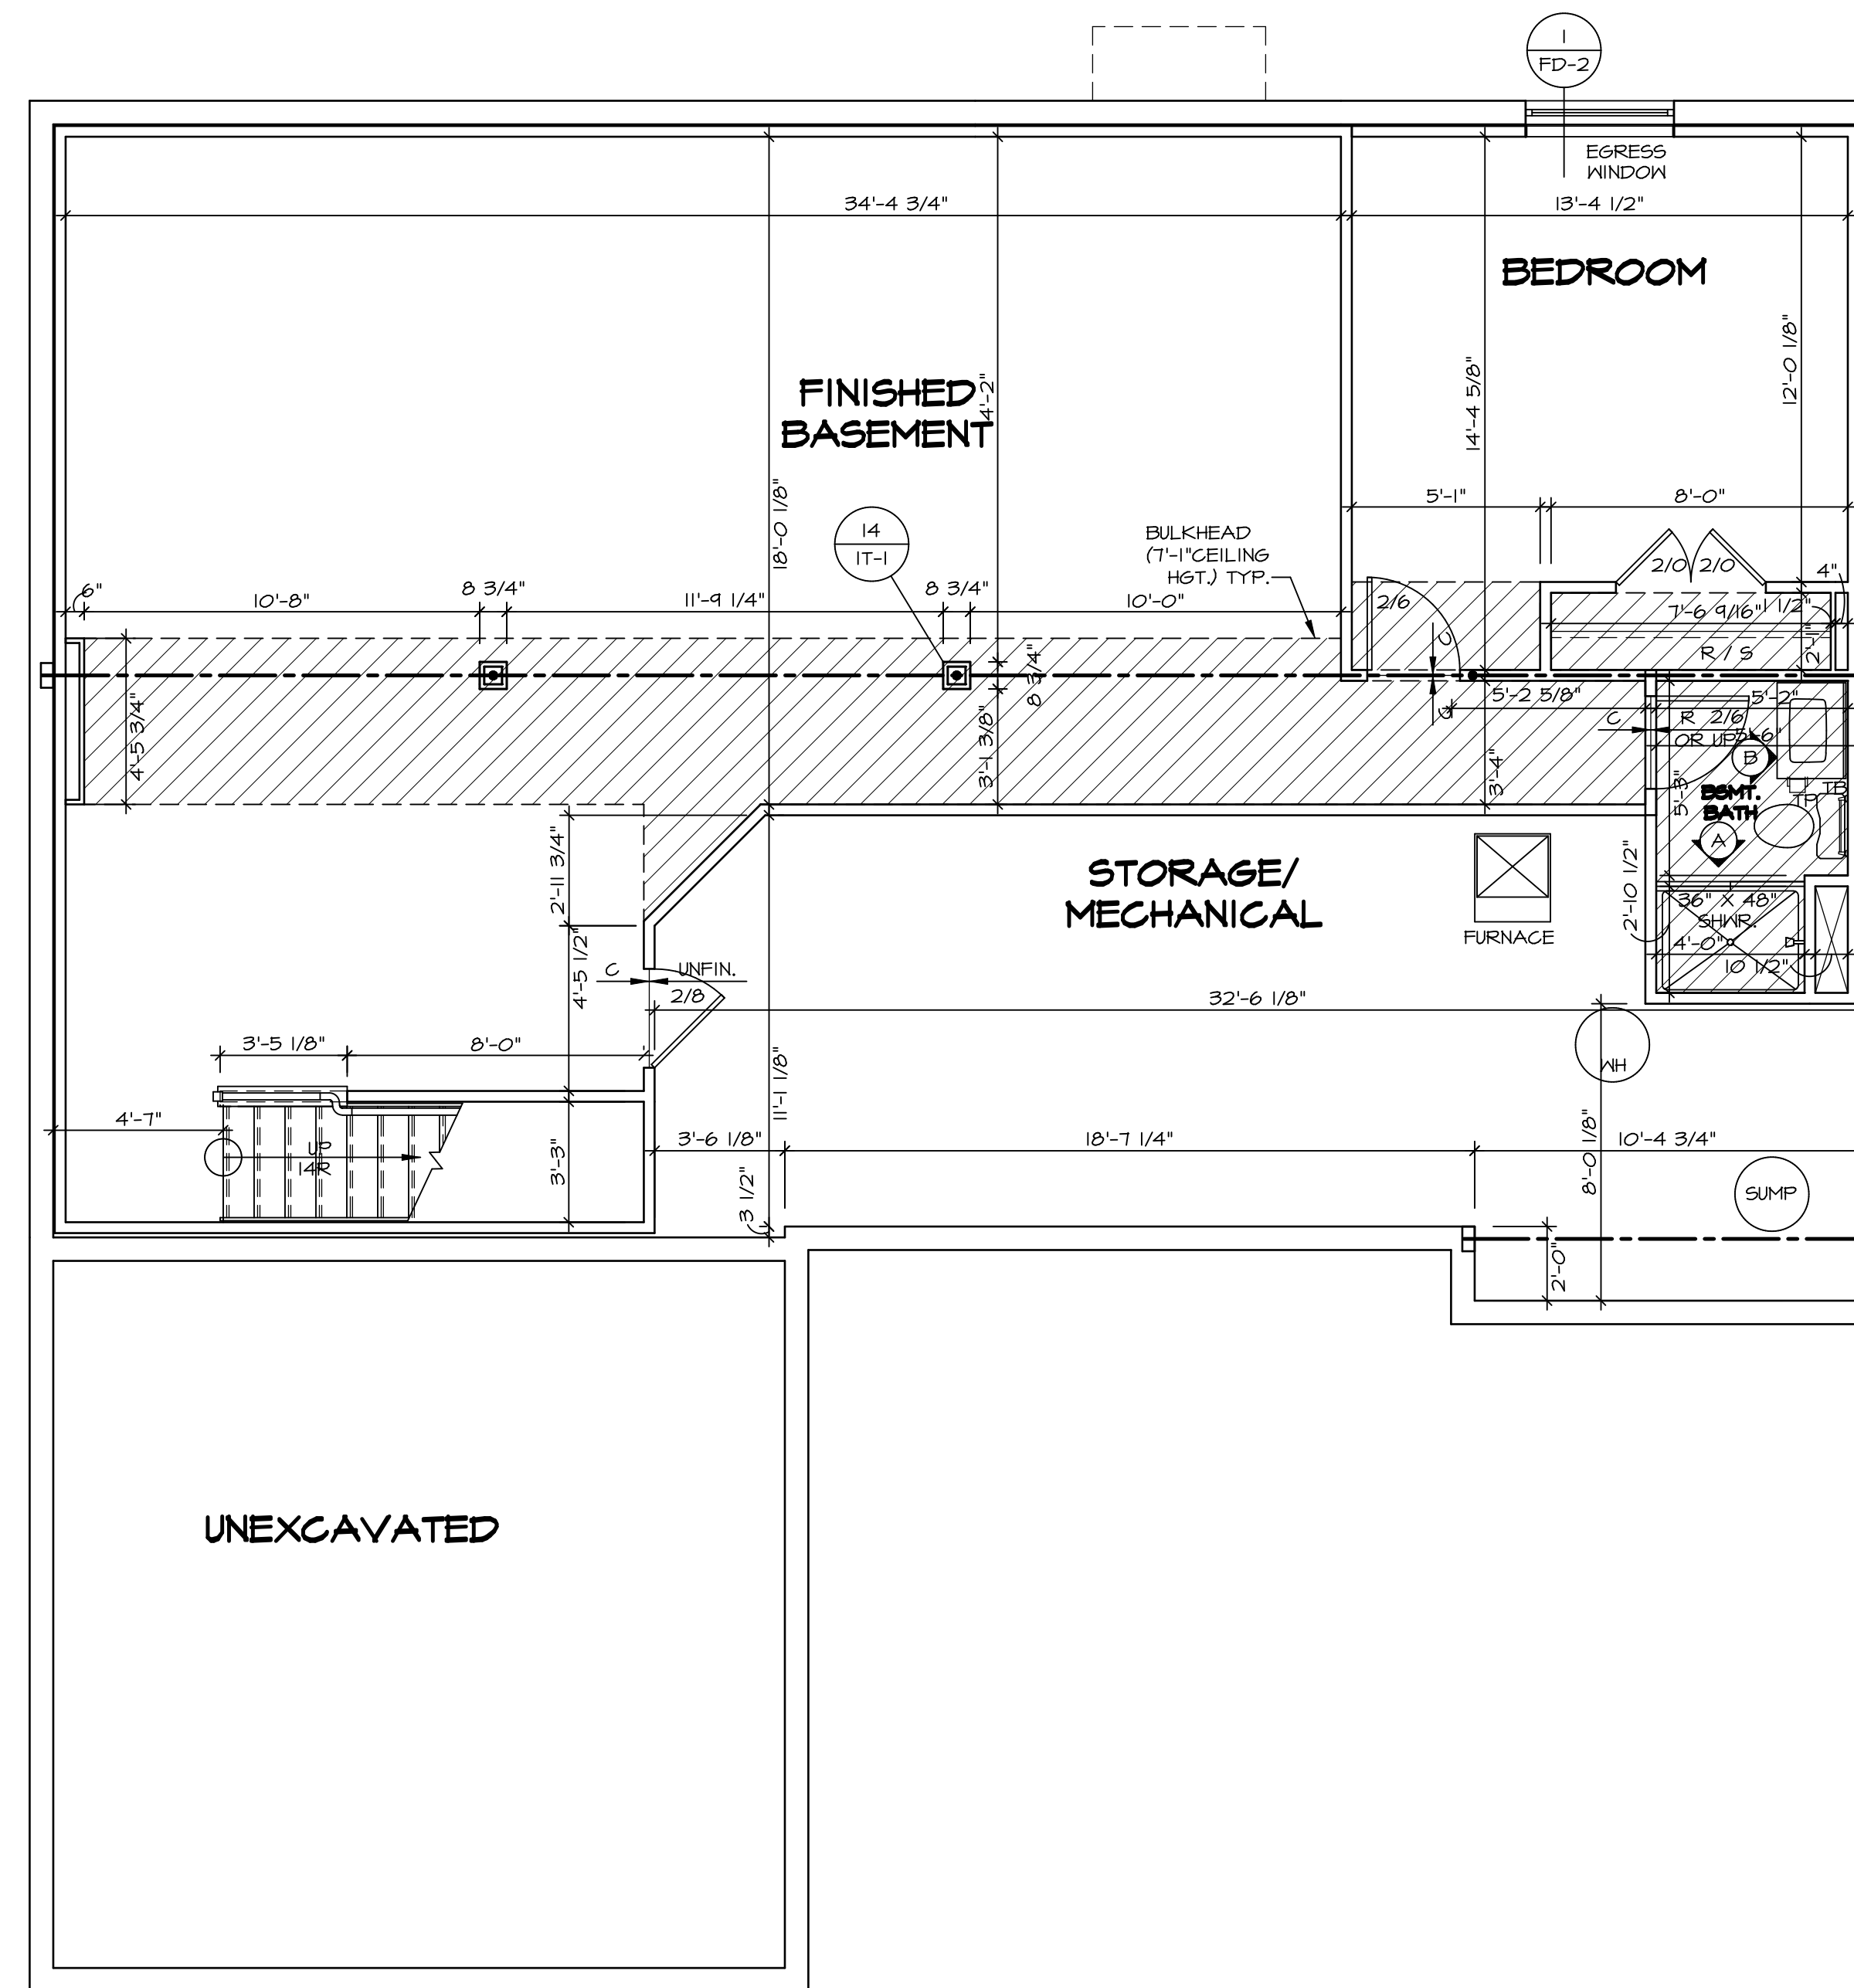 1
FD-2
EGRESS
WINDOW
34'-4 3/4"
13'-4 1/2"
BEDROOM
FINISHED
BASEMENT
4'-2"
18'-0 1/8"
14'-4 5/8"
12'-0 1/8"
5'-1"
8'-0"
14
1T-1
BULKHEAD
(7'-1"CEILING
HGT.) TYP.
2/0 2/0
4"
6"
10'-8"
8 3/4"
11'-9 1/4"
8 3/4"
10'-0"
2/6
7'-6 9/16"
1 1/2"
2'-1"
R / S
C
C
8 3/4"
4'-5 3/4"
3'-1 3/8"
3'-4"
5'-2 5/8"
5'-2"
C
R 2/6
OR UP
5'-6"
B
5'-3"
BSMT.
BATH
TP
TB
A
2'-11 3/4"
STORAGE/
MECHANICAL
FURNACE
2'-10 1/2"
36" X 48"
SHWR.
4'-0"
10 1/2"
4'-5 1/2"
C
UNFIN.
2/8
32'-6 1/8"
WH
3'-5 1/8"
8'-0"
11'-1 1/8"
4'-7"
UP
14R
3'-3"
3'-6 1/8"
18'-7 1/4"
10'-4 3/4"
8'-0 1/8"
3 1/2"
SUMP
2'-0"
UNEXCAVATED